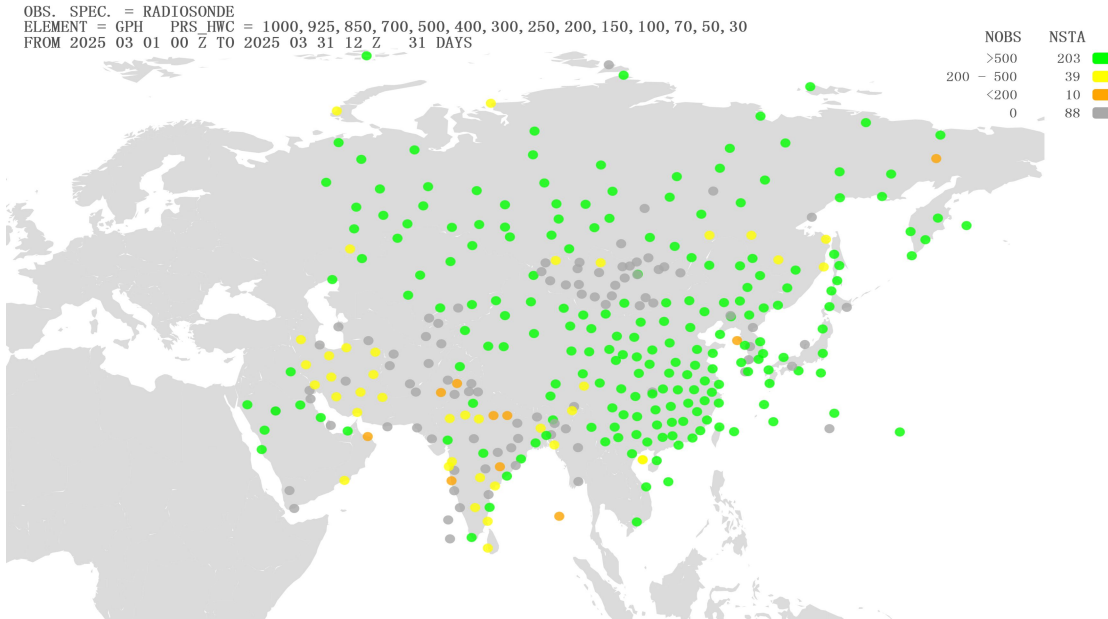 OBS. SPEC. = RADIOSONDE
ELEMENT = GPH PRS_HWC = 1000,925,850,700,500,400,300,250,200,150,100,70,50,30
FROM 2025 03 01 00 Z TO 2025 03 31 12 Z 31 DAYS
NOBS NSTA
>500 203
200 - 500 39
<200 10
0 88